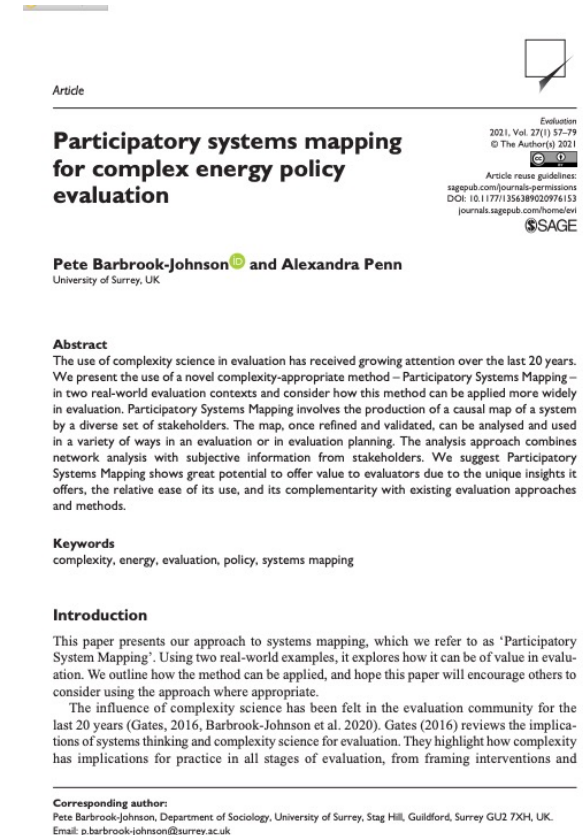 Article
Evaluation
2021, Vol. 27(1) 57–79
© The Author(s) 2021
Article reuse guidelines:
sagepub.com/journals-permissions
DOI: 10.1177/1356389020976153
journals.sagepub.com/home/evi
SAGE
Participatory systems mapping
for complex energy policy
evaluation
Pete Barbrook-Johnson iD and Alexandra Penn
University of Surrey, UK
Abstract
The use of complexity science in evaluation has received growing attention over the last 20 years.
We present the use of a novel complexity-appropriate method – Participatory Systems Mapping –
in two real-world evaluation contexts and consider how this method can be applied more widely
in evaluation. Participatory Systems Mapping involves the production of a causal map of a system
by a diverse set of stakeholders. The map, once refined and validated, can be analysed and used
in a variety of ways in an evaluation or in evaluation planning. The analysis approach combines
network analysis with subjective information from stakeholders. We suggest Participatory
Systems Mapping shows great potential to offer value to evaluators due to the unique insights it
offers, the relative ease of its use, and its complementarity with existing evaluation approaches
and methods.
Keywords
complexity, energy, evaluation, policy, systems mapping
Introduction
This paper presents our approach to systems mapping, which we refer to as ‘Participatory
System Mapping’. Using two real-world examples, it explores how it can be of value in evalu-
ation. We outline how the method can be applied, and hope this paper will encourage others to
consider using the approach where appropriate.
The influence of complexity science has been felt in the evaluation community for the
last 20 years (Gates, 2016, Barbrook-Johnson et al. 2020). Gates (2016) reviews the implica-
tions of systems thinking and complexity science for evaluation. They highlight how complexity
has implications for practice in all stages of evaluation, from framing interventions and
Corresponding author:
Pete Barbrook-Johnson, Department of Sociology, University of Surrey, Stag Hill, Guildford, Surrey GU2 7XH, UK.
Email: p.barbrook-johnson@surrey.ac.uk